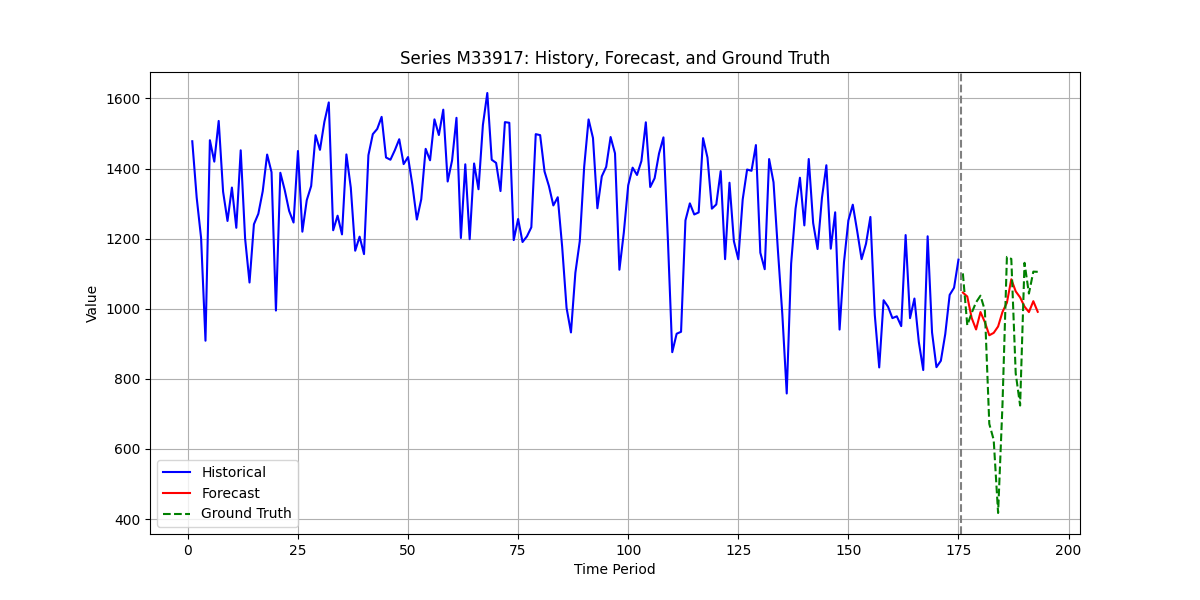 Series M33917: History, Forecast, and Ground Truth
Value
1600
1400
1200
1000
800
600
400
Historical
Forecast
Ground Truth
0 25 50 75 100 125 150 175 200
Time Period